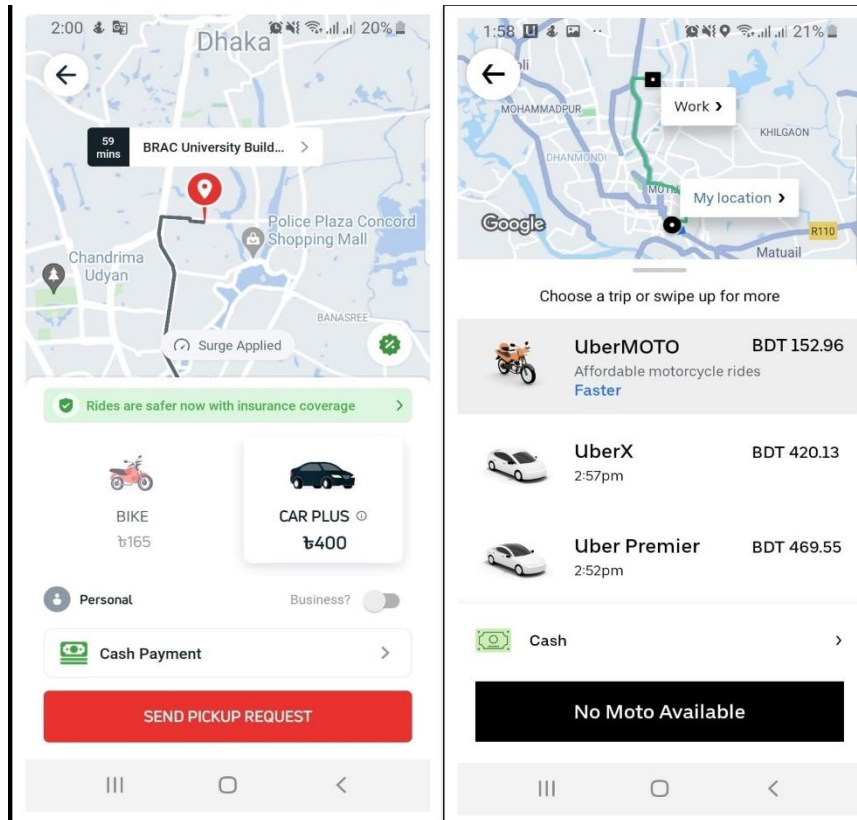 2:00
20%
Dhaka
59
mins
BRAC University Build...
Police Plaza Concord
Shopping Mall
Chandrima
Udyan
BANASREE
Surge Applied
Rides are safer now with insurance coverage
BIKE
৳165
CAR PLUS
৳400
Personal
Business?
Cash Payment
SEND PICKUP REQUEST
1:58
21%
Work
MOHAMMADPUR
KHILGAON
DHANMONDI
My location
Google
R110
Matuail
Choose a trip or swipe up for more
UberMOTO
BDT 152.96
Affordable motorcycle rides
Faster
UberX
BDT 420.13
2:57pm
Uber Premier
BDT 469.55
2:52pm
Cash
No Moto Available